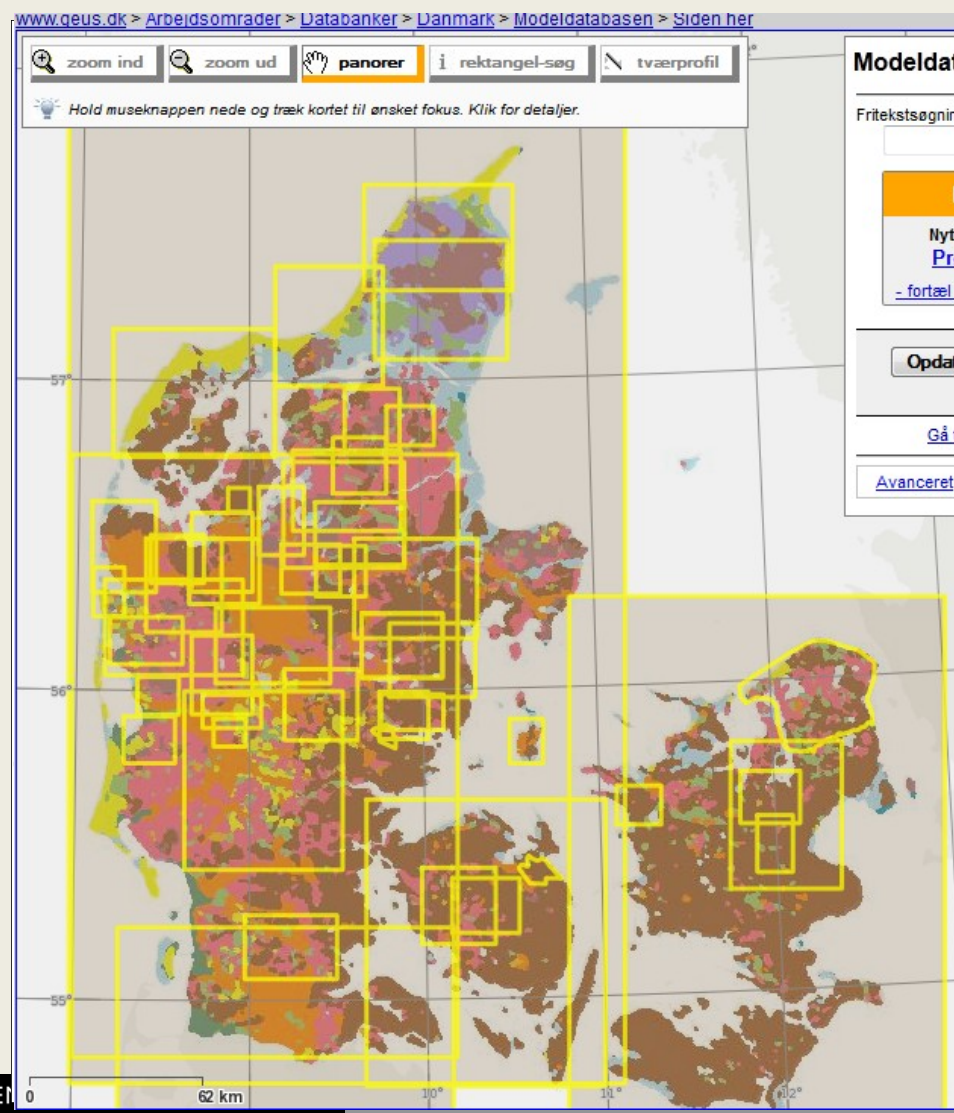 www.geus.dk > Arbejdsområder > Databanker > Danmark > Modeldatabasen > Siden her
zoom ind zoom ud panorer i rektangel-søg tværprofil
Hold museknappen nede og træk kortet til ønsket fokus. Klik for detaljer.
Modeldat
Fritekstsøgnin
Nyt
Pr
- fortæl
Opdat
Gå
Avanceret
57°
56°
55°
0 62 km
10° 11° 12°